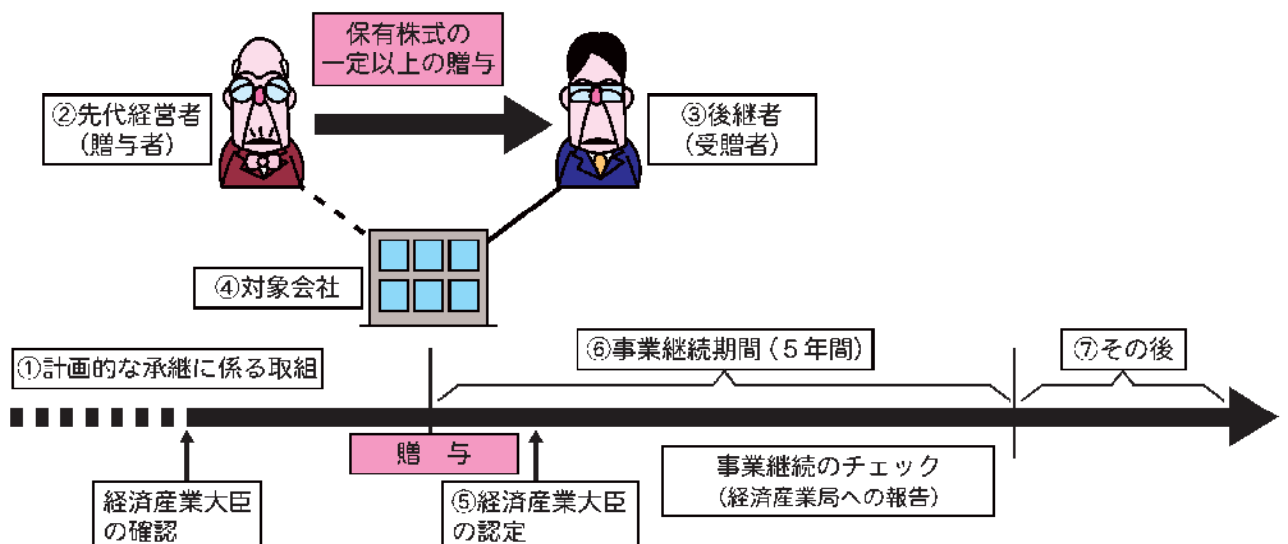 保有株式の
一定以上の贈与
②先代経営者
(贈与者)
③後継者
(受贈者)
④対象会社
①計画的な承継に係る取組
⑥事業継続期間(5年間)
⑦その後
贈 与
経済産業大臣
の確認
⑤経済産業大臣
の認定
事業継続のチェック
(経済産業局への報告)